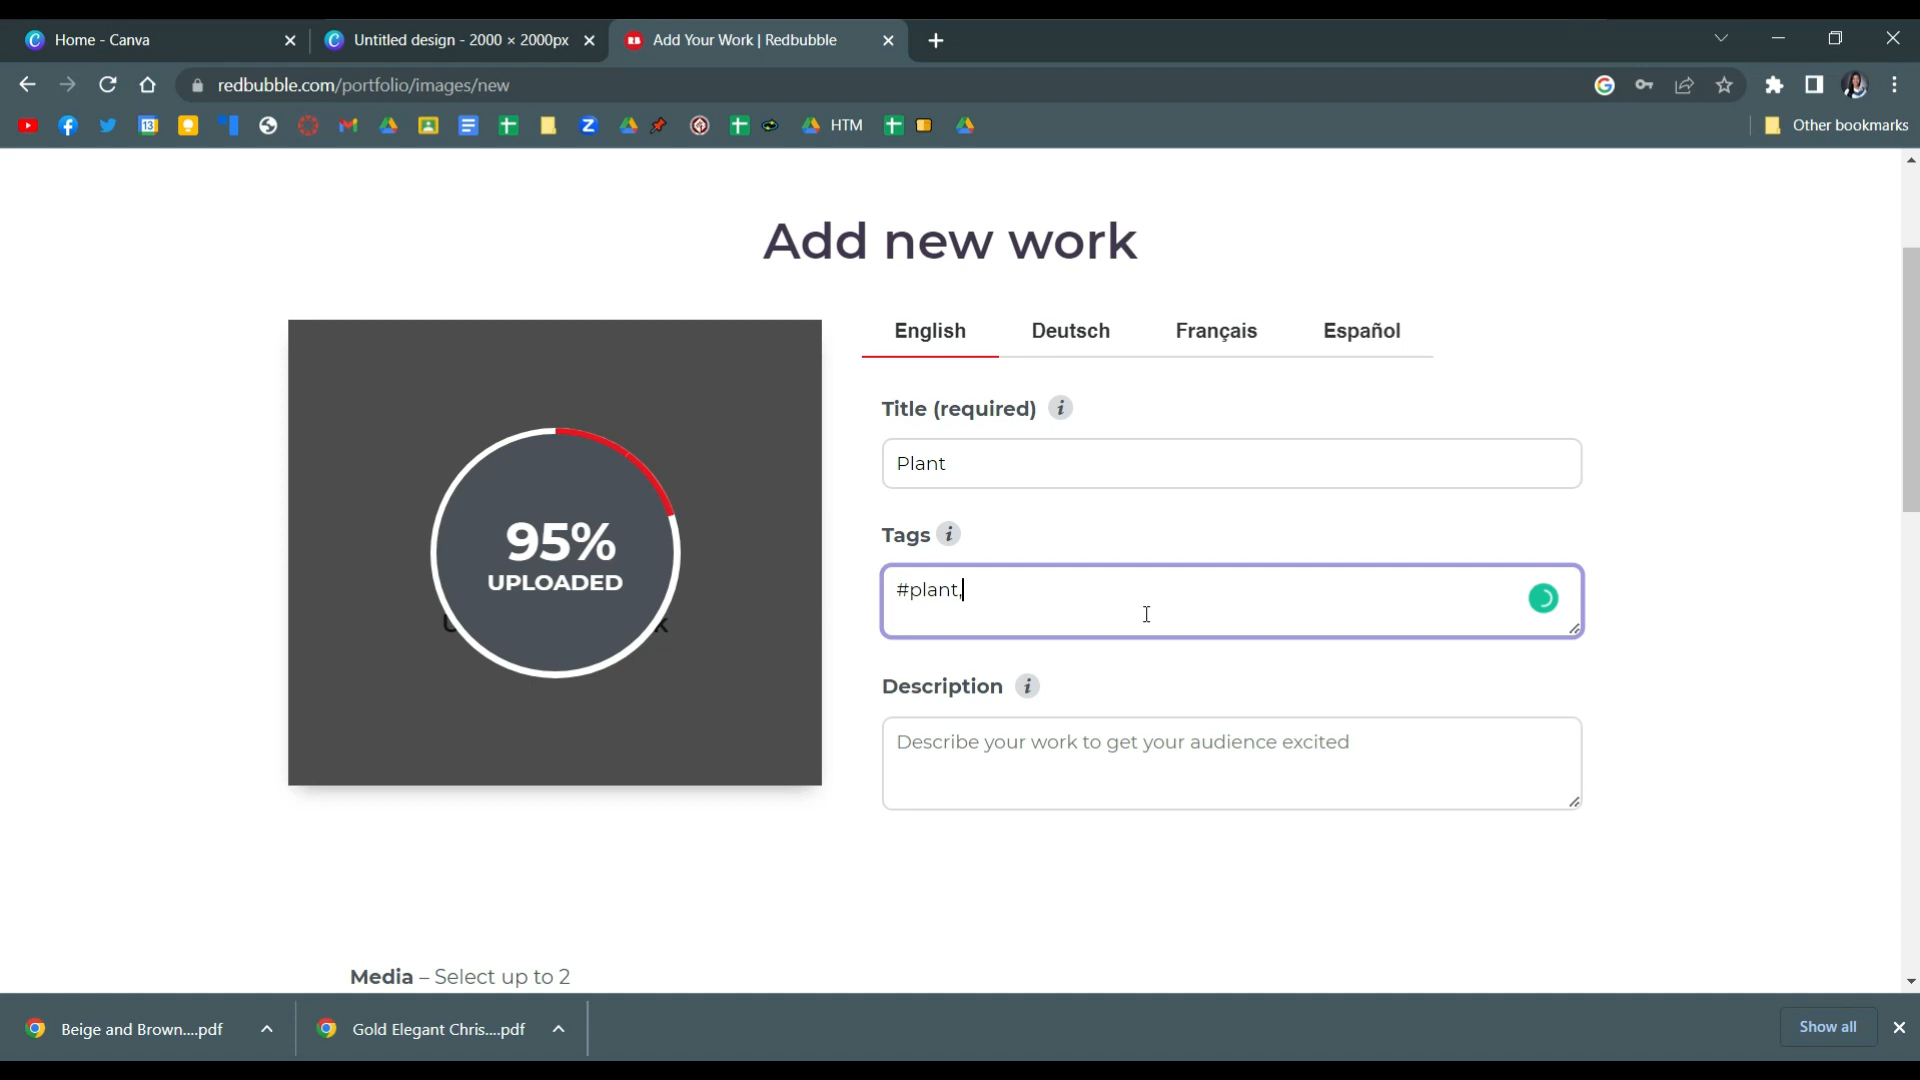 Home - Canva
Untitled design - 2000 × 2000px
Add Your Work | Redbubble
redbubble.com/portfolio/images/new
13
Z
HTM
Other bookmarks
Add new work
English Deutsch Français Español
Title (required) i
Plant
Tags i
#plant,
95%
UPLOADED
Description i
Describe your work to get your audience excited
Media – Select up to 2
Beige and Brown....pdf
Gold Elegant Chris....pdf
Show all